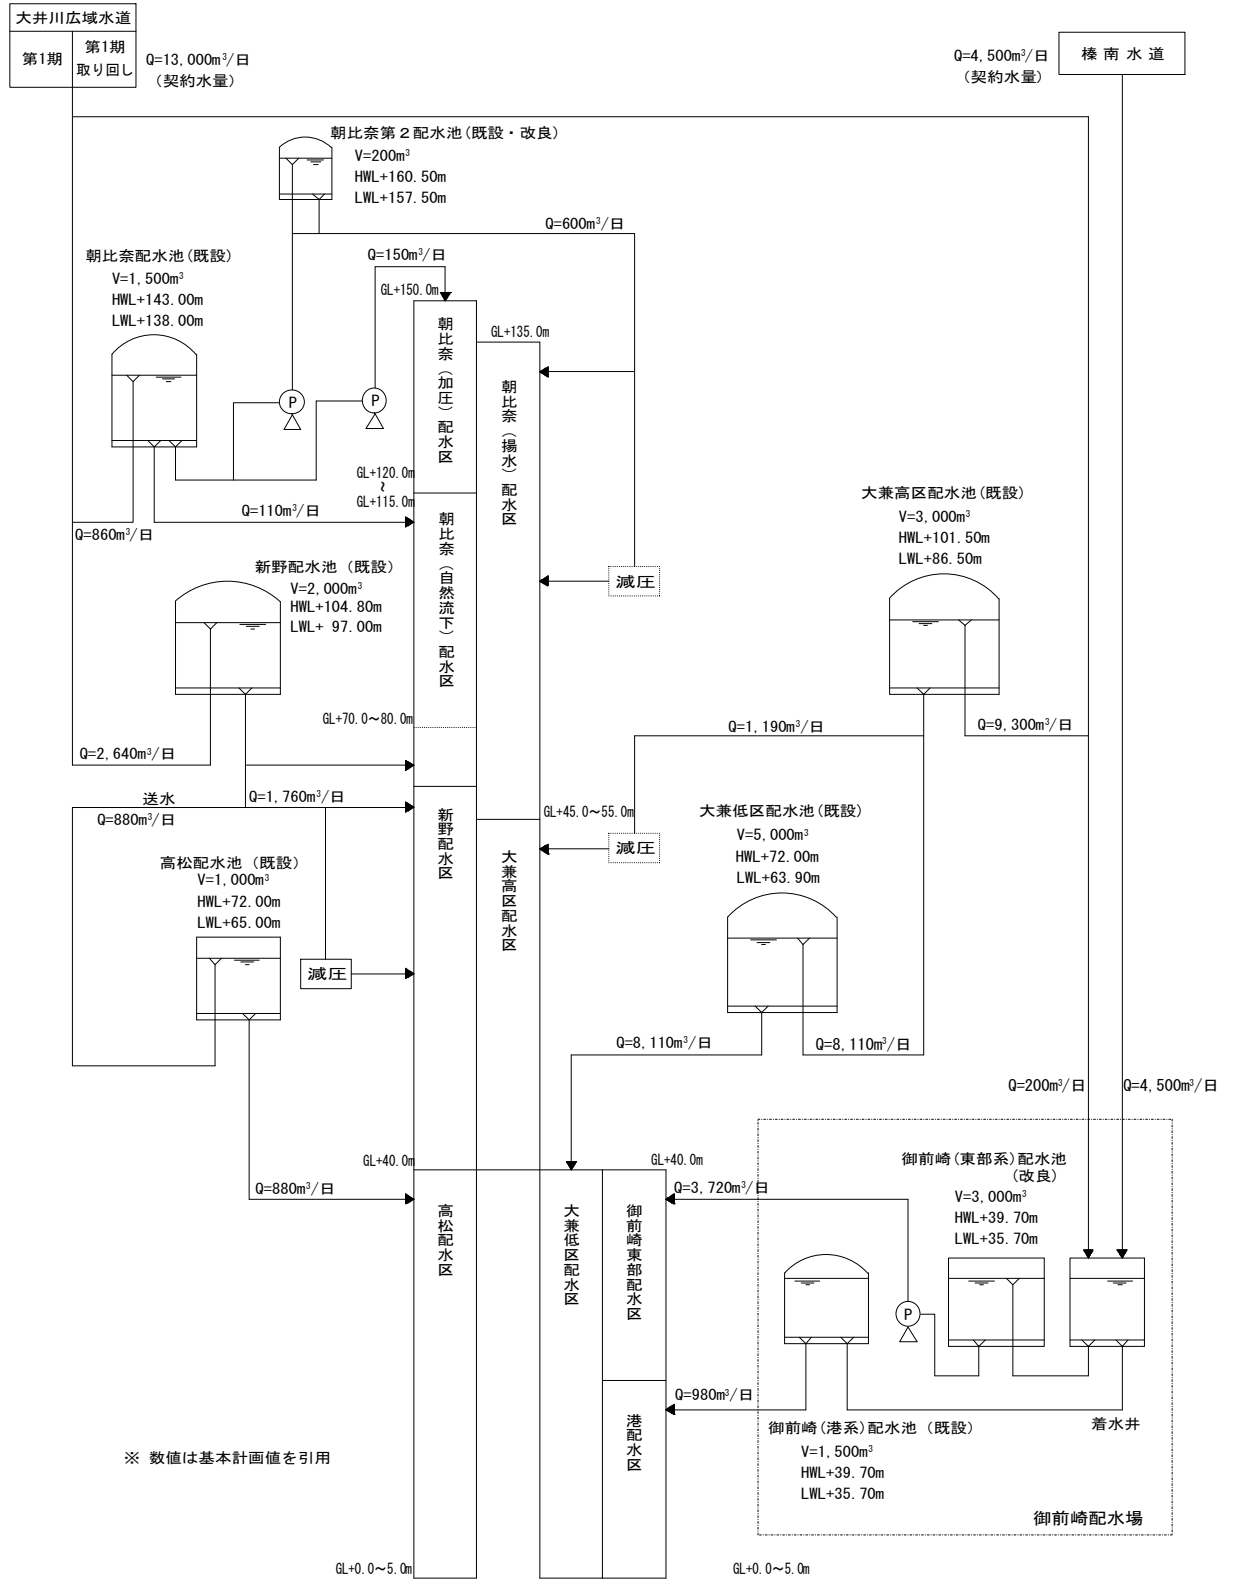 大井川広域水道
第1期
第1期
取り回し
Q=13,000m³/日
(契約水量)
Q=4,500m³/日
(契約水量)
榛南水道
朝比奈第2配水池(既設・改良)
V=200m³
HWL+160.50m
LWL+157.50m
Q=600m³/日
朝比奈配水池(既設)
V=1,500m³
HWL+143.00m
LWL+138.00m
Q=150m³/日
GL+150.0m
GL+135.0m
朝比奈(加圧)配水区
朝比奈(揚水)配水区
P
P
GL+120.0m
~
GL+115.0m
Q=110m³/日
Q=860m³/日
朝比奈(自然流下)配水区
減圧
大兼高区配水池(既設)
V=3,000m³
HWL+101.50m
LWL+86.50m
新野配水池(既設)
V=2,000m³
HWL+104.80m
LWL+ 97.00m
GL+70.0~80.0m
Q=1,190m³/日
Q=9,300m³/日
Q=2,640m³/日
送水
Q=880m³/日
Q=1,760m³/日
新野配水区
GL+45.0~55.0m
減圧
大兼高区配水区
大兼低区配水池(既設)
V=5,000m³
HWL+72.00m
LWL+63.90m
高松配水池(既設)
V=1,000m³
HWL+72.00m
LWL+65.00m
減圧
Q=8,110m³/日
Q=8,110m³/日
Q=200m³/日
Q=4,500m³/日
GL+40.0m
GL+40.0m
Q=880m³/日
Q=3,720m³/日
高松配水区
大兼低区配水区
御前崎東部配水区
御前崎(東部系)配水池
(改良)
V=3,000m³
HWL+39.70m
LWL+35.70m
P
Q=980m³/日
港配水区
御前崎(港系)配水池(既設)
V=1,500m³
HWL+39.70m
LWL+35.70m
着水井
※ 数値は基本計画値を引用
御前崎配水場
GL+0.0~5.0m
GL+0.0~5.0m